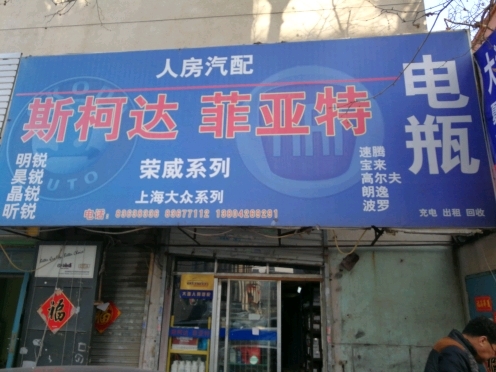 人房汽配
斯柯达 菲亚特
电瓶
明锐
昊锐
晶锐
昕锐
荣威系列
上海大众系列
速腾
宝来
高尔夫
朗逸
波罗
充电 出租 回收
福